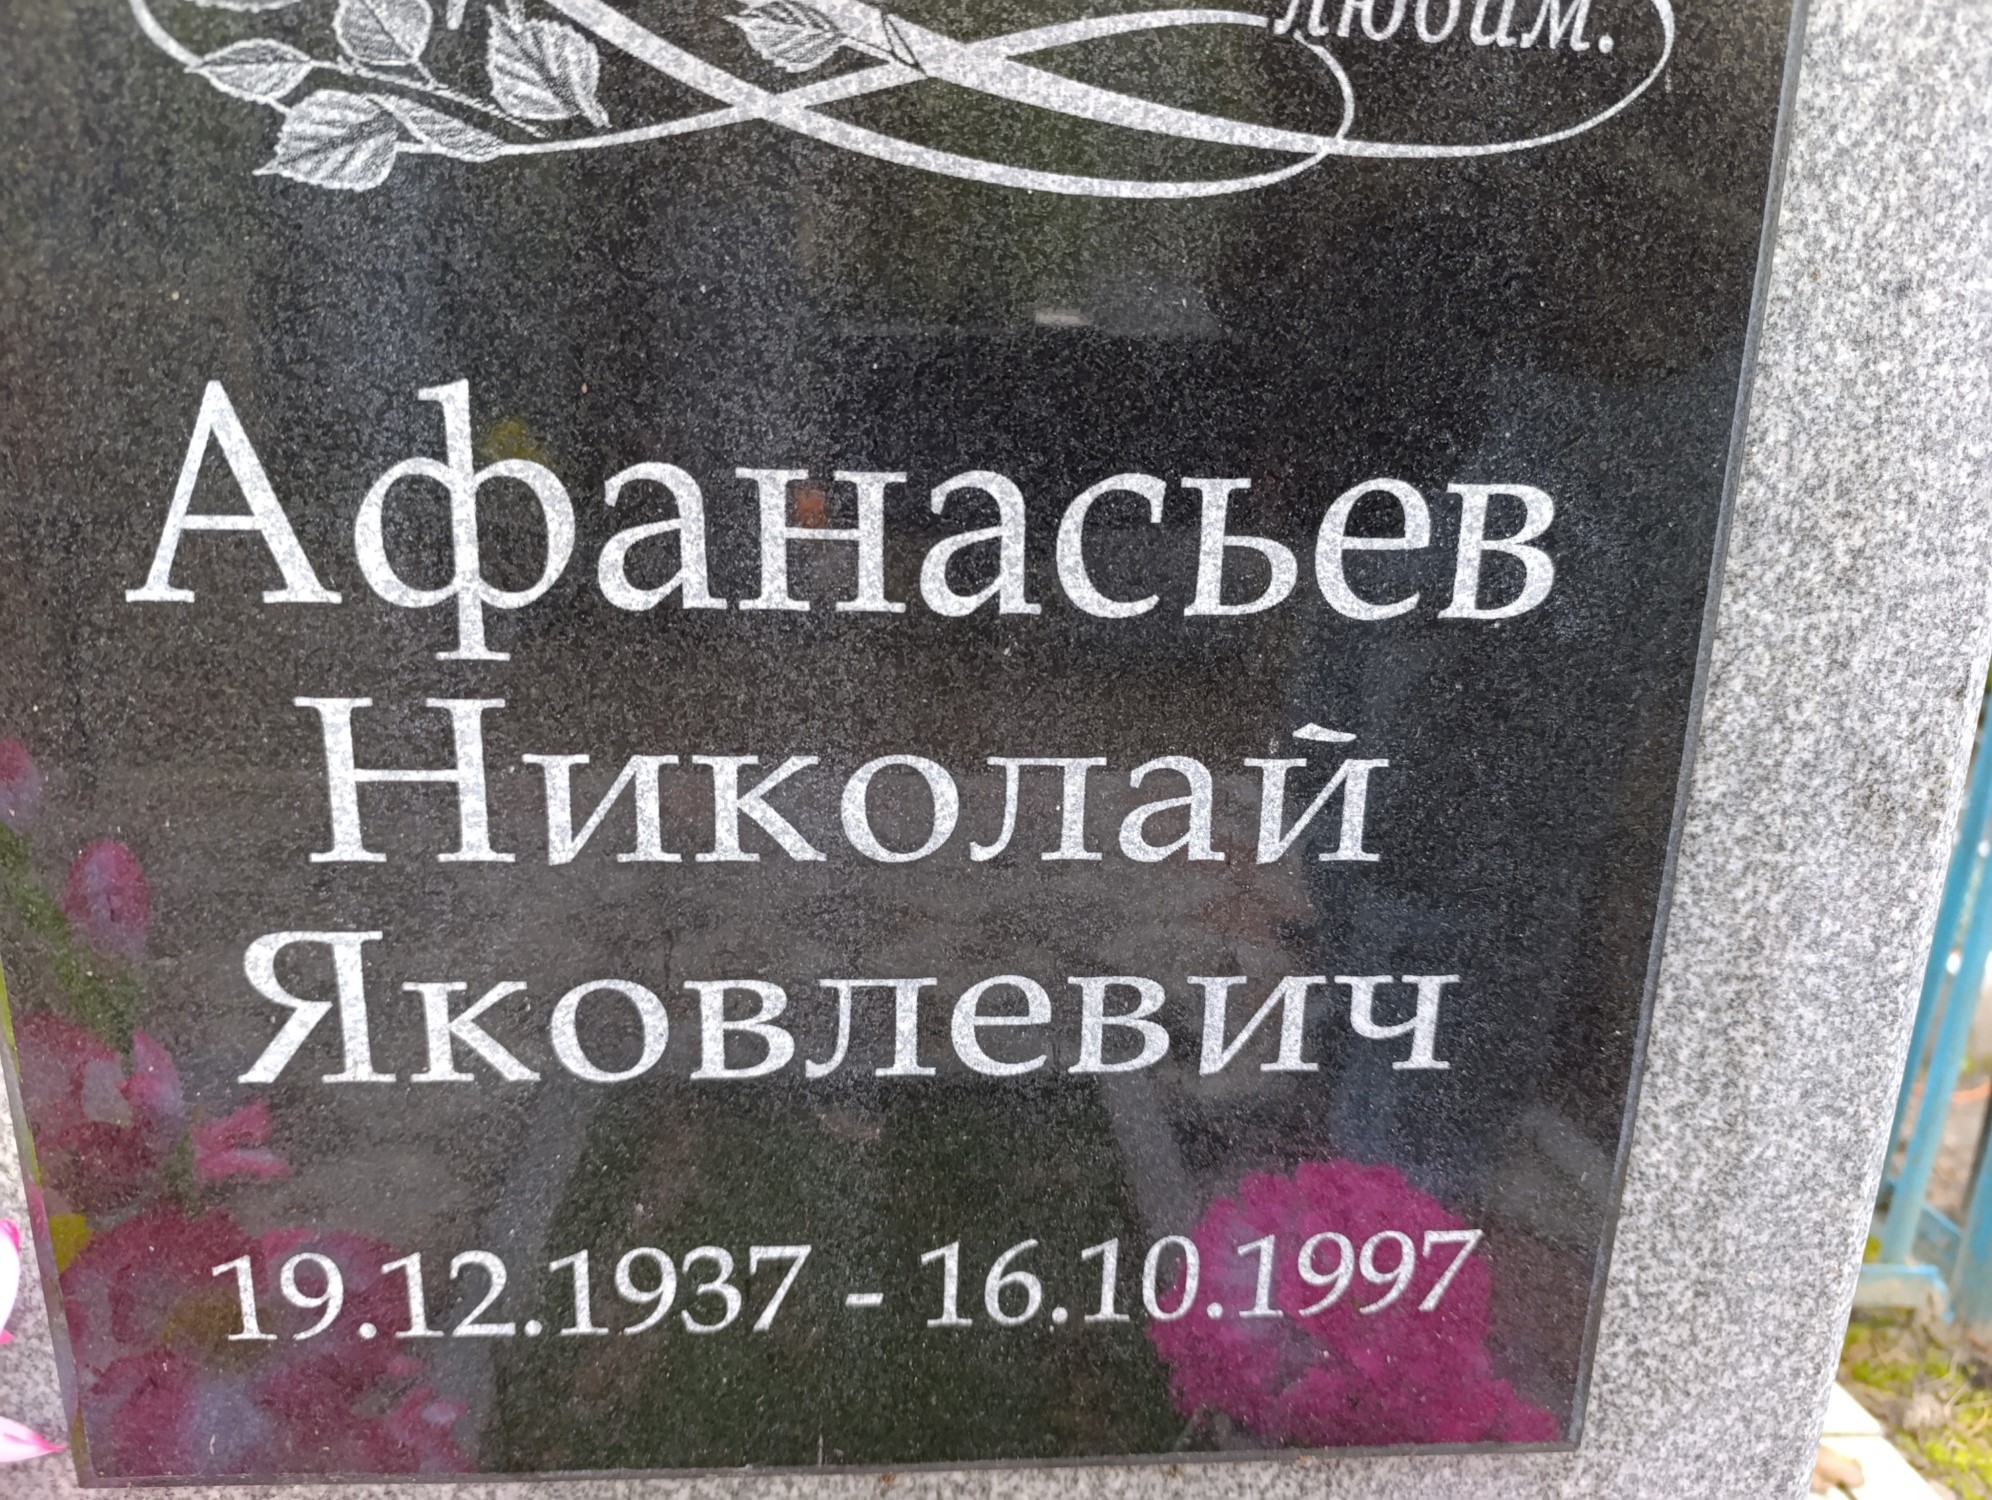 любим.
Афанасьев
Николай
Яковлевич
19.12.1937 - 16.10.1997